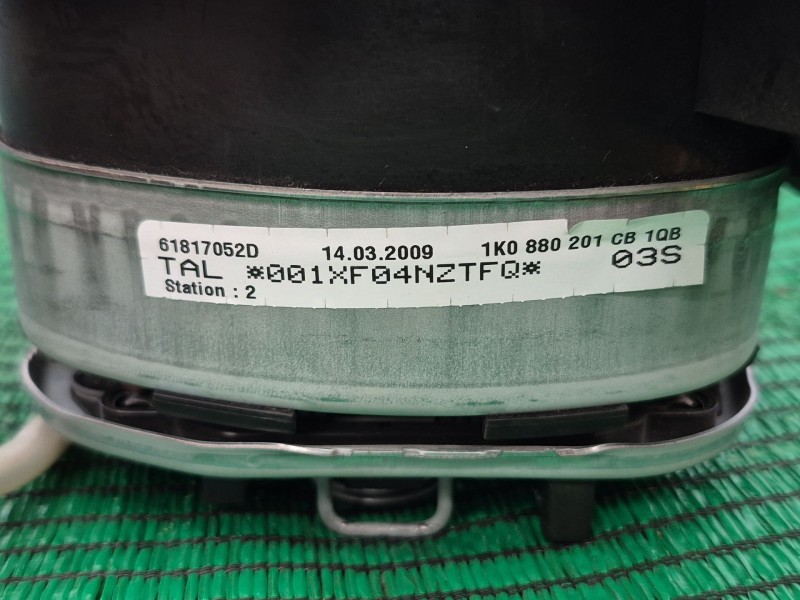 61817052D 14.03.2009 1K0 880 201 CB 1QB
TAL *001XF04NZTFQ* 03S
Station : 2